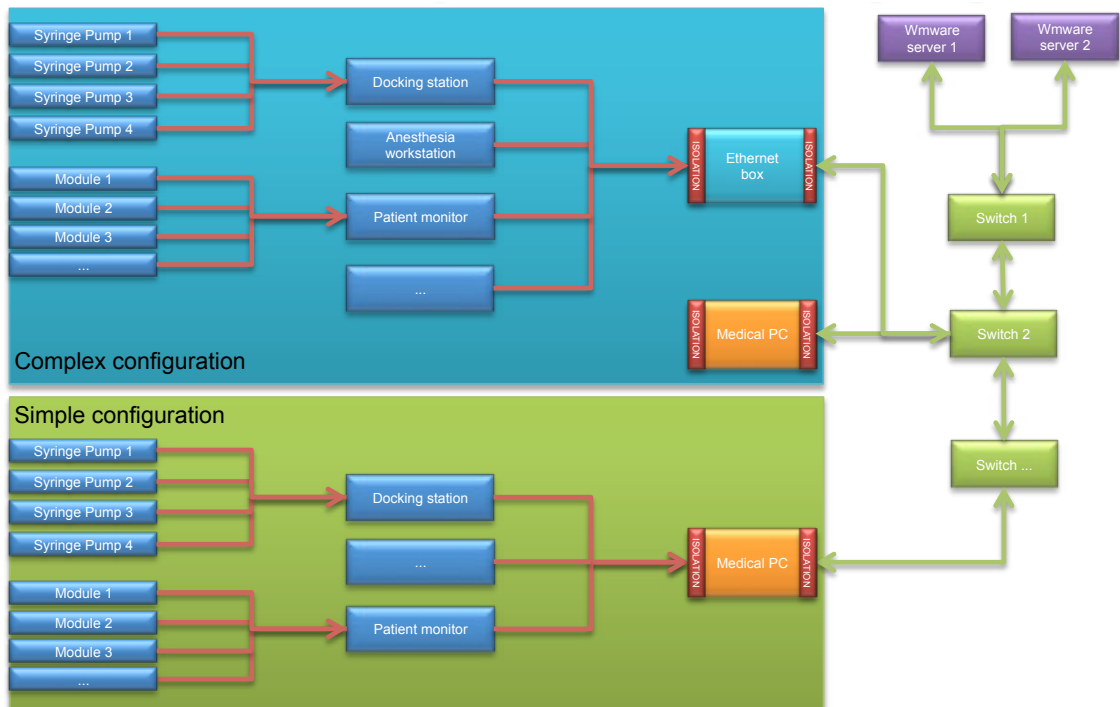 Syringe Pump 1
Syringe Pump 2
Syringe Pump 3
Syringe Pump 4
Module 1
Module 2
Module 3
...
Docking station
Anesthesia
workstation
Patient monitor
...
ISOLATION
Ethernet
box
ISOLATION
ISOLATION
Medical PC
ISOLATION
Complex configuration
Wmware
server 1
Wmware
server 2
Switch 1
Switch 2
Switch ...
Simple configuration
Syringe Pump 1
Syringe Pump 2
Syringe Pump 3
Syringe Pump 4
Module 1
Module 2
Module 3
...
Docking station
...
Patient monitor
ISOLATION
Medical PC
ISOLATION